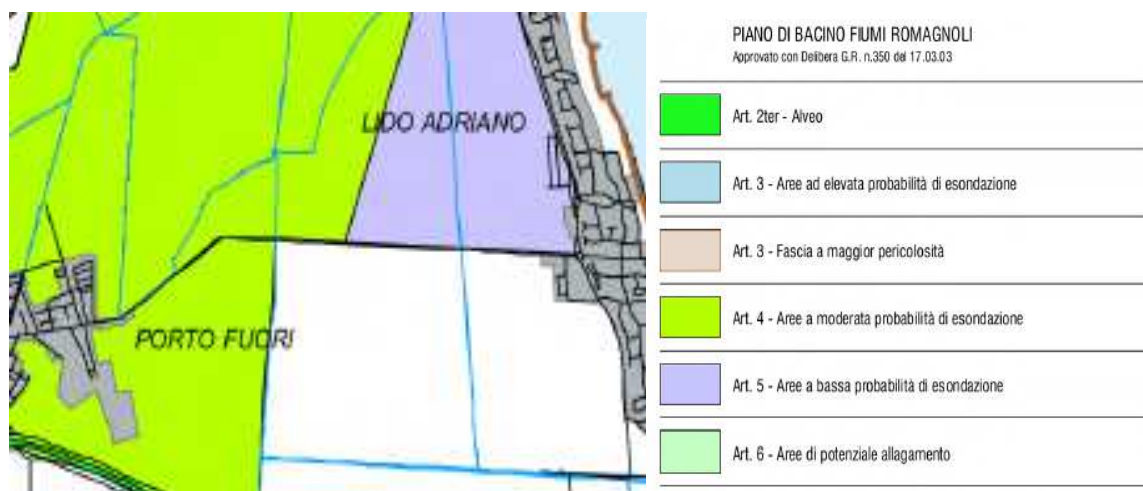 LIDO ADRIANO
PORTO FUORI
PIANO DI BACINO FIUMI ROMAGNOLI
Approvato con Delibera G.R. n.350 del 17.03.03
Art. 2ter - Alveo
Art. 3 - Aree ad elevata probabilità di esondazione
Art. 3 - Fascia a maggior pericolosità
Art. 4 - Aree a moderata probabilità di esondazione
Art. 5 - Aree a bassa probabilità di esondazione
Art. 6 - Aree di potenziale allagamento